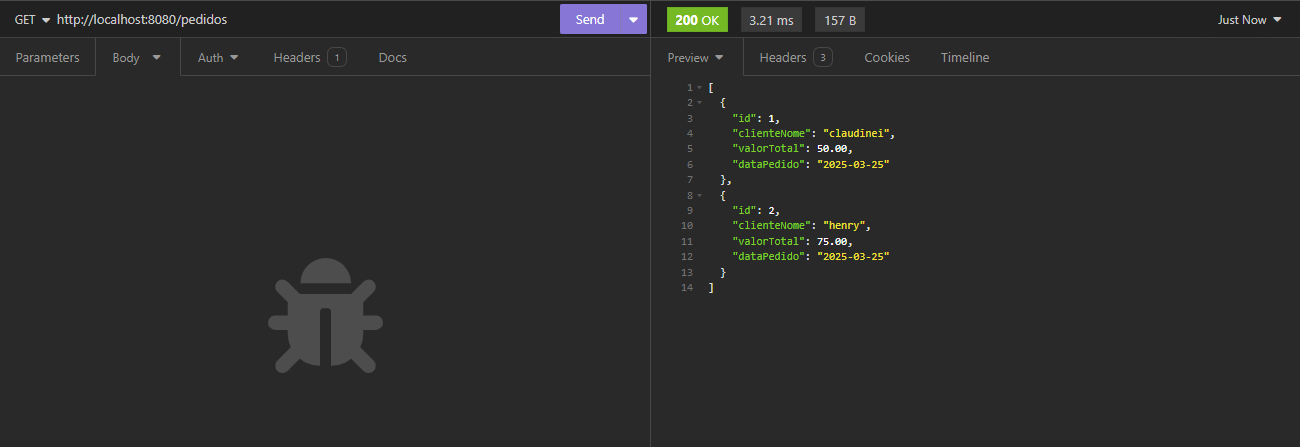 GET http://localhost:8080/pedidos Send 200 OK 3.21 ms 157 B Just Now
Parameters Body Auth Headers 1 Docs Preview Headers 3 Cookies Timeline
1 [
2 {
3 "id": 1,
4 "clienteNome": "claudinei",
5 "valorTotal": 50.00,
6 "dataPedido": "2025-03-25"
7 },
8 {
9 "id": 2,
10 "clienteNome": "henry",
11 "valorTotal": 75.00,
12 "dataPedido": "2025-03-25"
13 }
14 ]